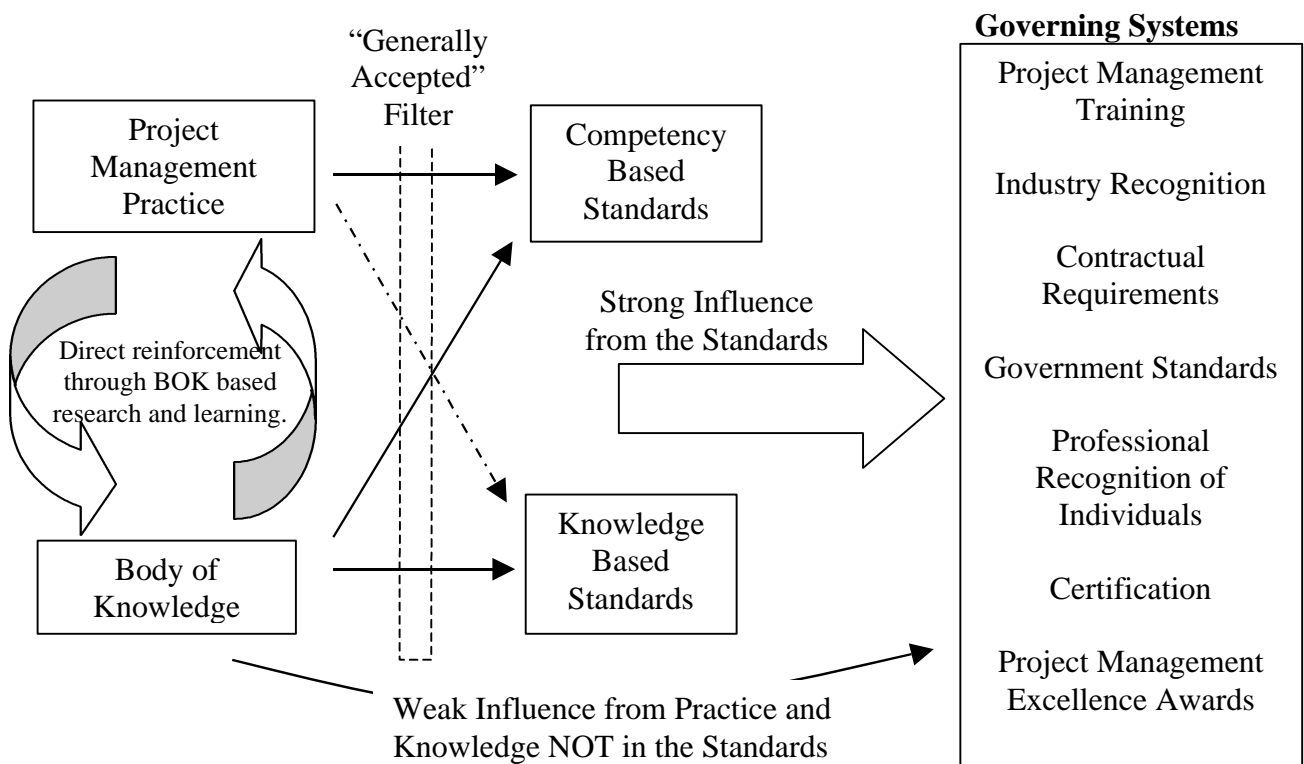 “Generally
Accepted”
Filter
Project
Management
Practice
Competency
Based
Standards
Direct reinforcement
through BOK based
research and learning.
Strong Influence
from the Standards
Body of
Knowledge
Knowledge
Based
Standards
Weak Influence from Practice and
Knowledge NOT in the Standards
Governing Systems
Project Management
Training
Industry Recognition
Contractual
Requirements
Government Standards
Professional
Recognition of
Individuals
Certification
Project Management
Excellence Awards